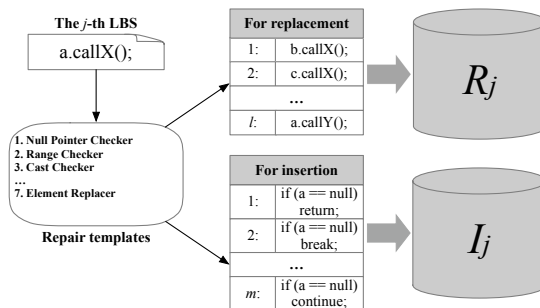 The j-th LBS
a.callX();
1. Null Pointer Checker
2. Range Checker
3. Cast Checker
...
7. Element Replacer
Repair templates
For replacement
1: b.callX();
2: c.callX();
...
l: a.callY();
For insertion
1: if (a == null)
return;
2: if (a == null)
break;
...
m: if (a == null)
continue;
Rj
Ij